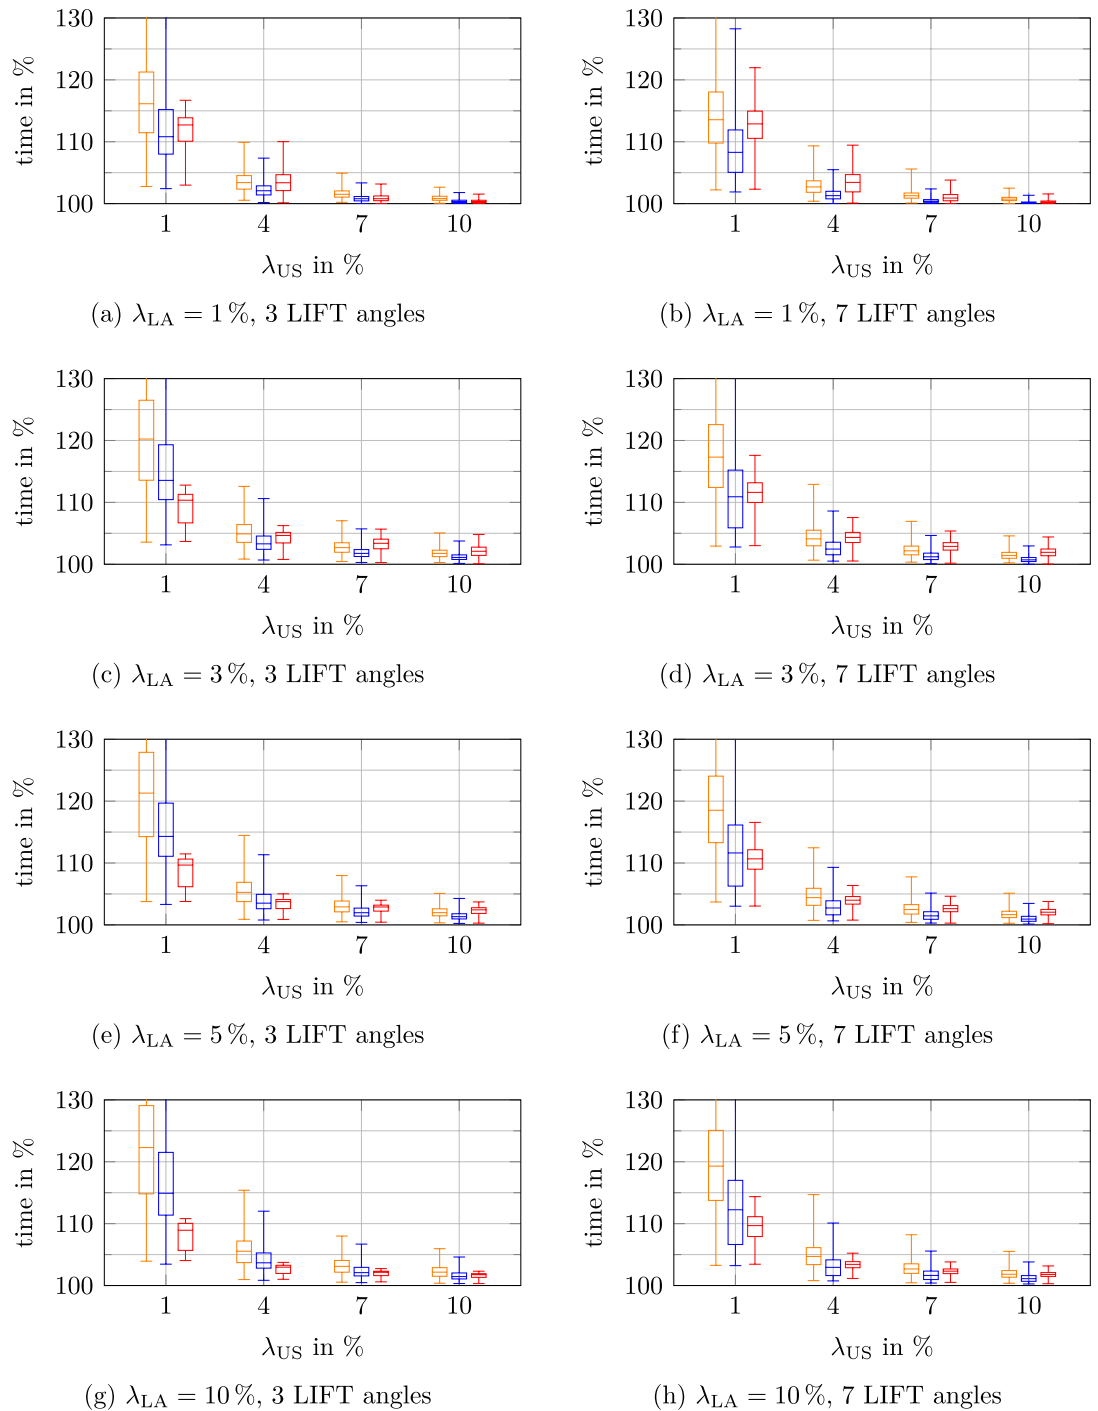 130
120
110
100
time in %
1 4 7 10
λUS in %
(a) λLA = 1 %, 3 LIFT angles
130
120
110
100
time in %
1 4 7 10
λUS in %
(b) λLA = 1 %, 7 LIFT angles
130
120
110
100
time in %
1 4 7 10
λUS in %
(c) λLA = 3 %, 3 LIFT angles
130
120
110
100
time in %
1 4 7 10
λUS in %
(d) λLA = 3 %, 7 LIFT angles
130
120
110
100
time in %
1 4 7 10
λUS in %
(e) λLA = 5 %, 3 LIFT angles
130
120
110
100
time in %
1 4 7 10
λUS in %
(f) λLA = 5 %, 7 LIFT angles
130
120
110
100
time in %
1 4 7 10
λUS in %
(g) λLA = 10 %, 3 LIFT angles
130
120
110
100
time in %
1 4 7 10
λUS in %
(h) λLA = 10 %, 7 LIFT angles